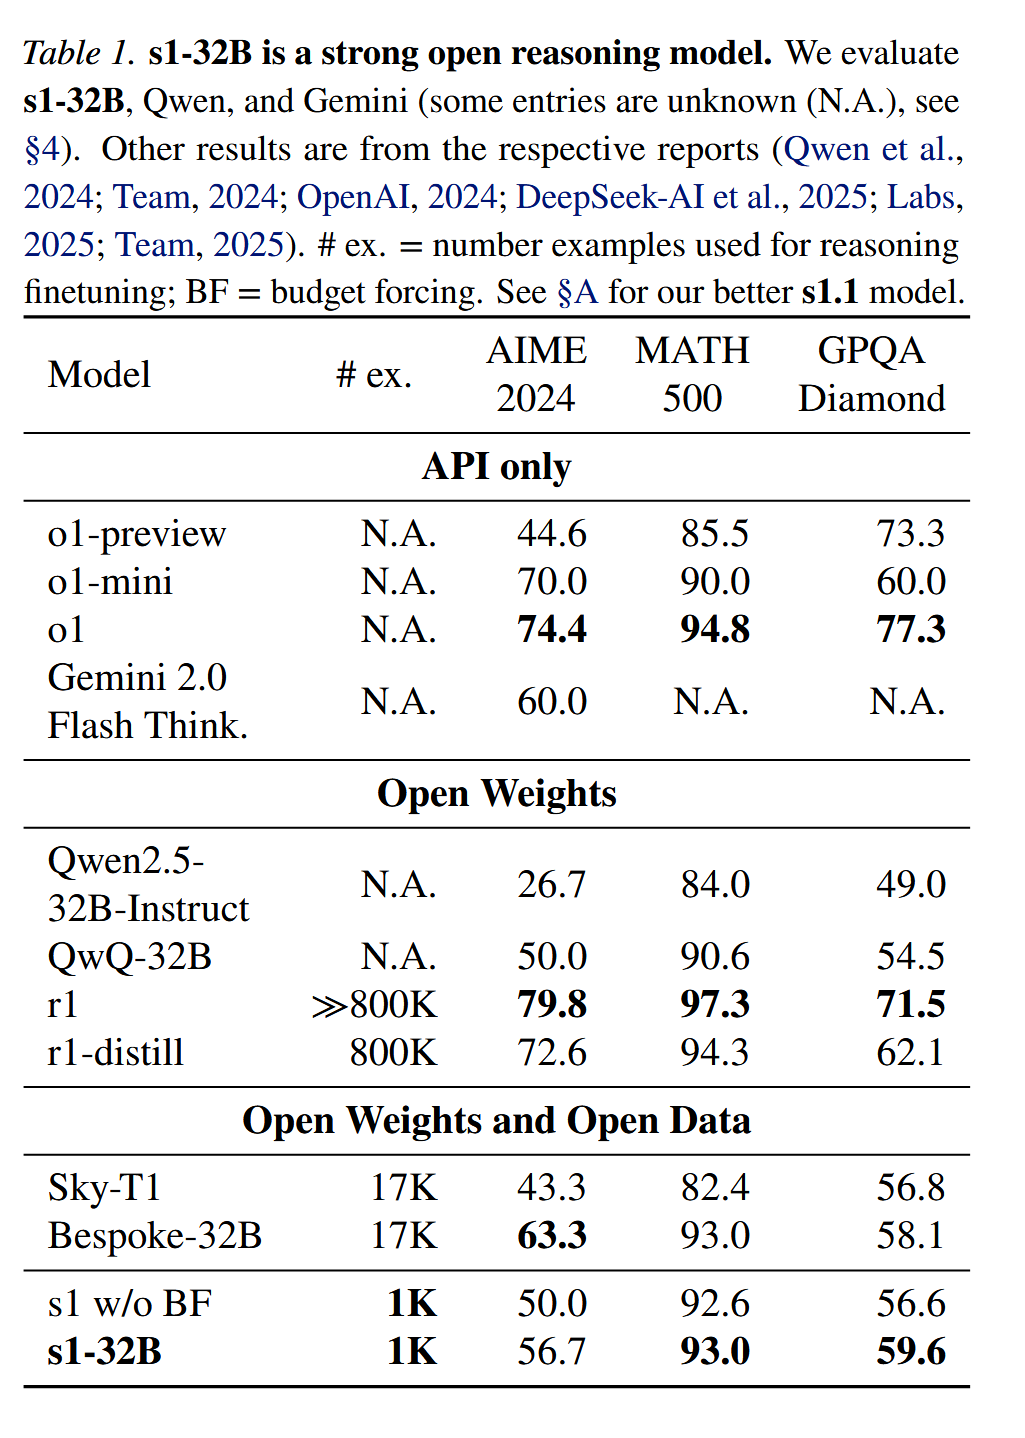 Table 1. s1-32B is a strong open reasoning model. We evaluate
s1-32B, Qwen, and Gemini (some entries are unknown (N.A.), see
§4). Other results are from the respective reports (Qwen et al.,
2024; Team, 2024; OpenAI, 2024; DeepSeek-AI et al., 2025; Labs,
2025; Team, 2025). # ex. = number examples used for reasoning
finetuning; BF = budget forcing. See §A for our better s1.1 model.
Model # ex. AIME 2024 MATH 500 GPQA Diamond
API only
o1-preview N.A. 44.6 85.5 73.3
o1-mini N.A. 70.0 90.0 60.0
o1 N.A. 74.4 94.8 77.3
Gemini 2.0 Flash Think. N.A. 60.0 N.A. N.A.
Open Weights
Qwen2.5-32B-Instruct N.A. 26.7 84.0 49.0
QwQ-32B N.A. 50.0 90.6 54.5
r1 ≫800K 79.8 97.3 71.5
r1-distill 800K 72.6 94.3 62.1
Open Weights and Open Data
Sky-T1 17K 43.3 82.4 56.8
Bespoke-32B 17K 63.3 93.0 58.1
s1 w/o BF 1K 50.0 92.6 56.6
s1-32B 1K 56.7 93.0 59.6